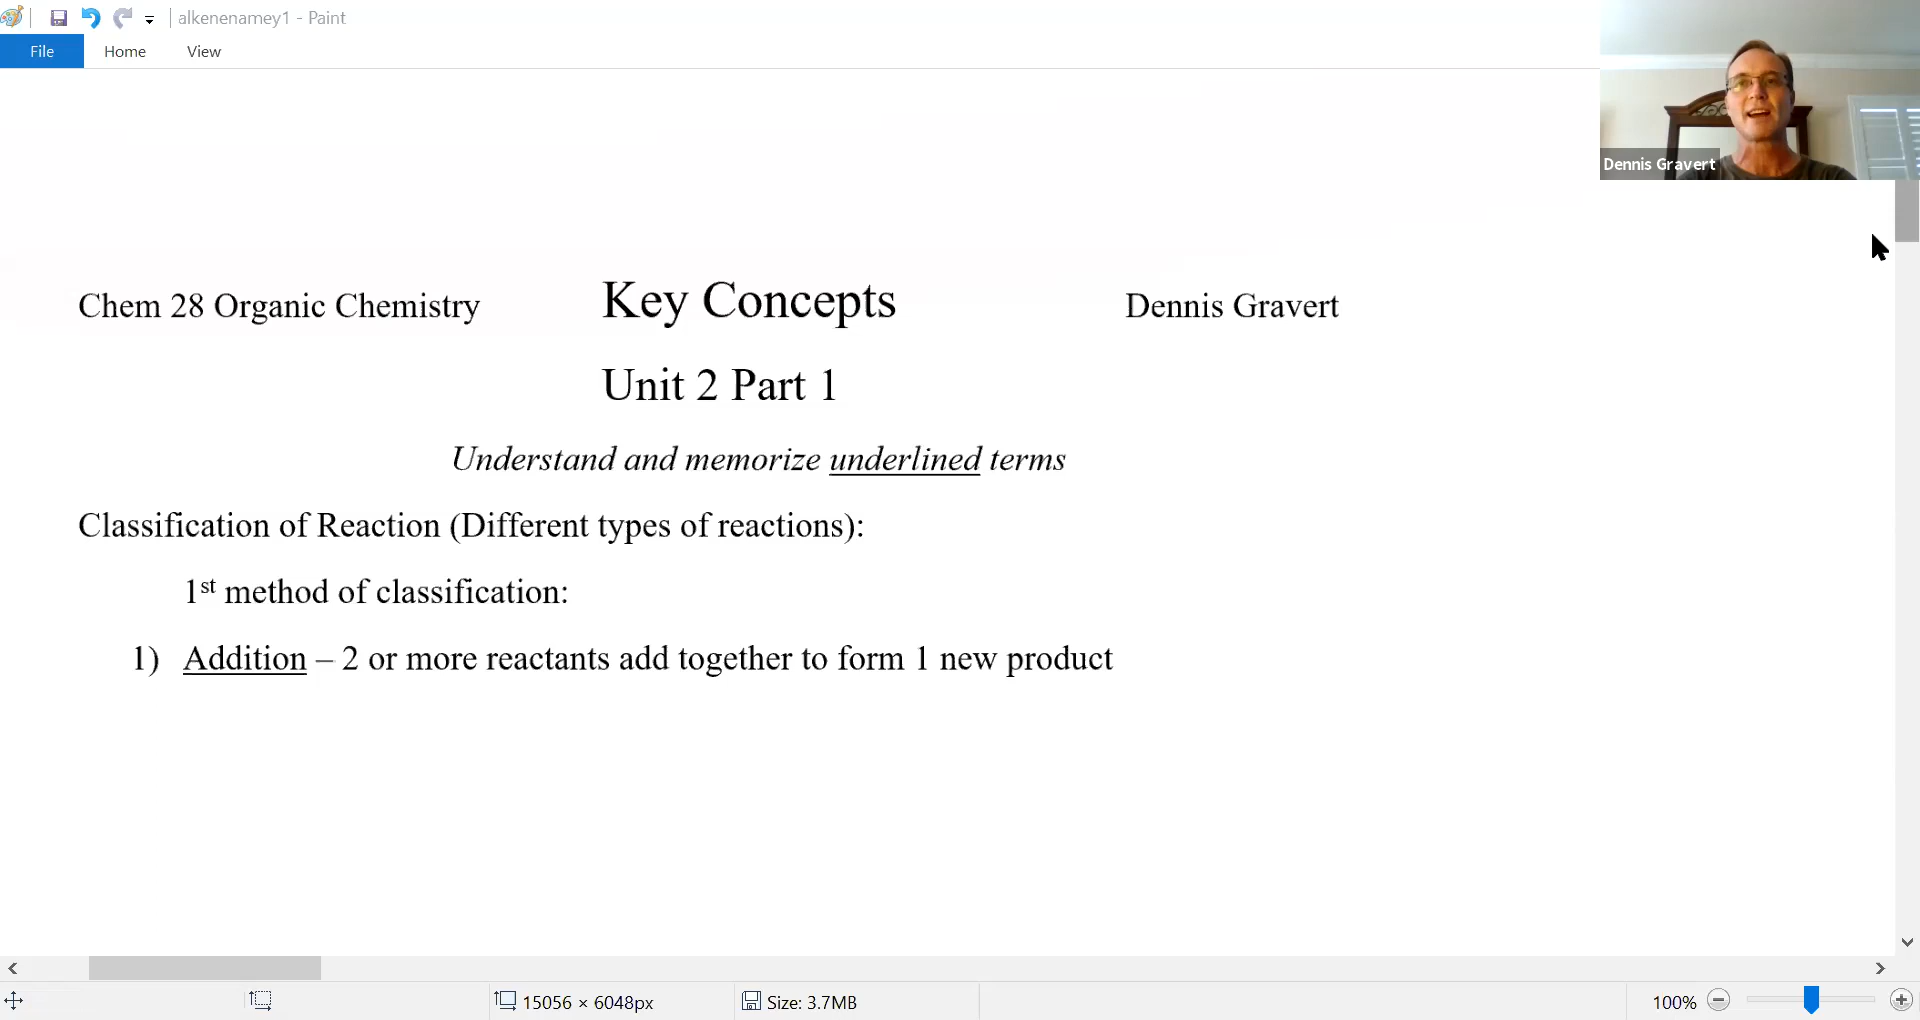 alkenenamey1 - Paint
File Home View
Dennis Gravert
Chem 28 Organic Chemistry Key Concepts Dennis Gravert
Unit 2 Part 1
Understand and memorize underlined terms
Classification of Reaction (Different types of reactions):
1st method of classification:
1) Addition – 2 or more reactants add together to form 1 new product
15056 × 6048px Size: 3.7MB 100%